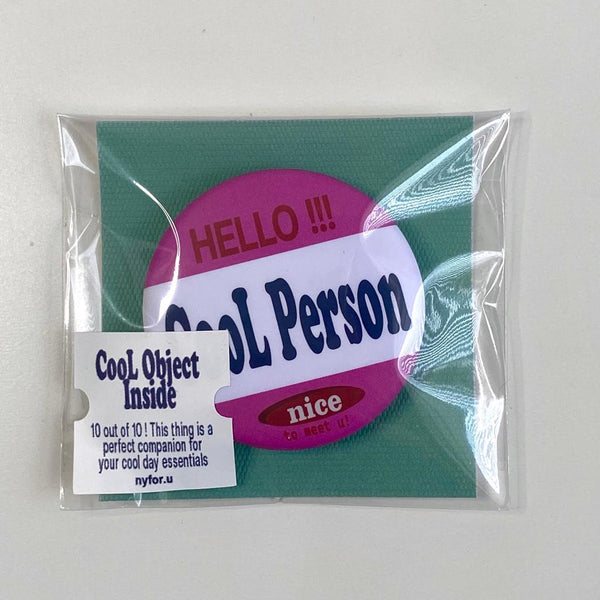 HELLO !!!
CooL Person
nice
to meet u!
CooL Object
Inside
10 out of 10 ! This thing is a
perfect companion for
your cool day essentials
nyfor.u